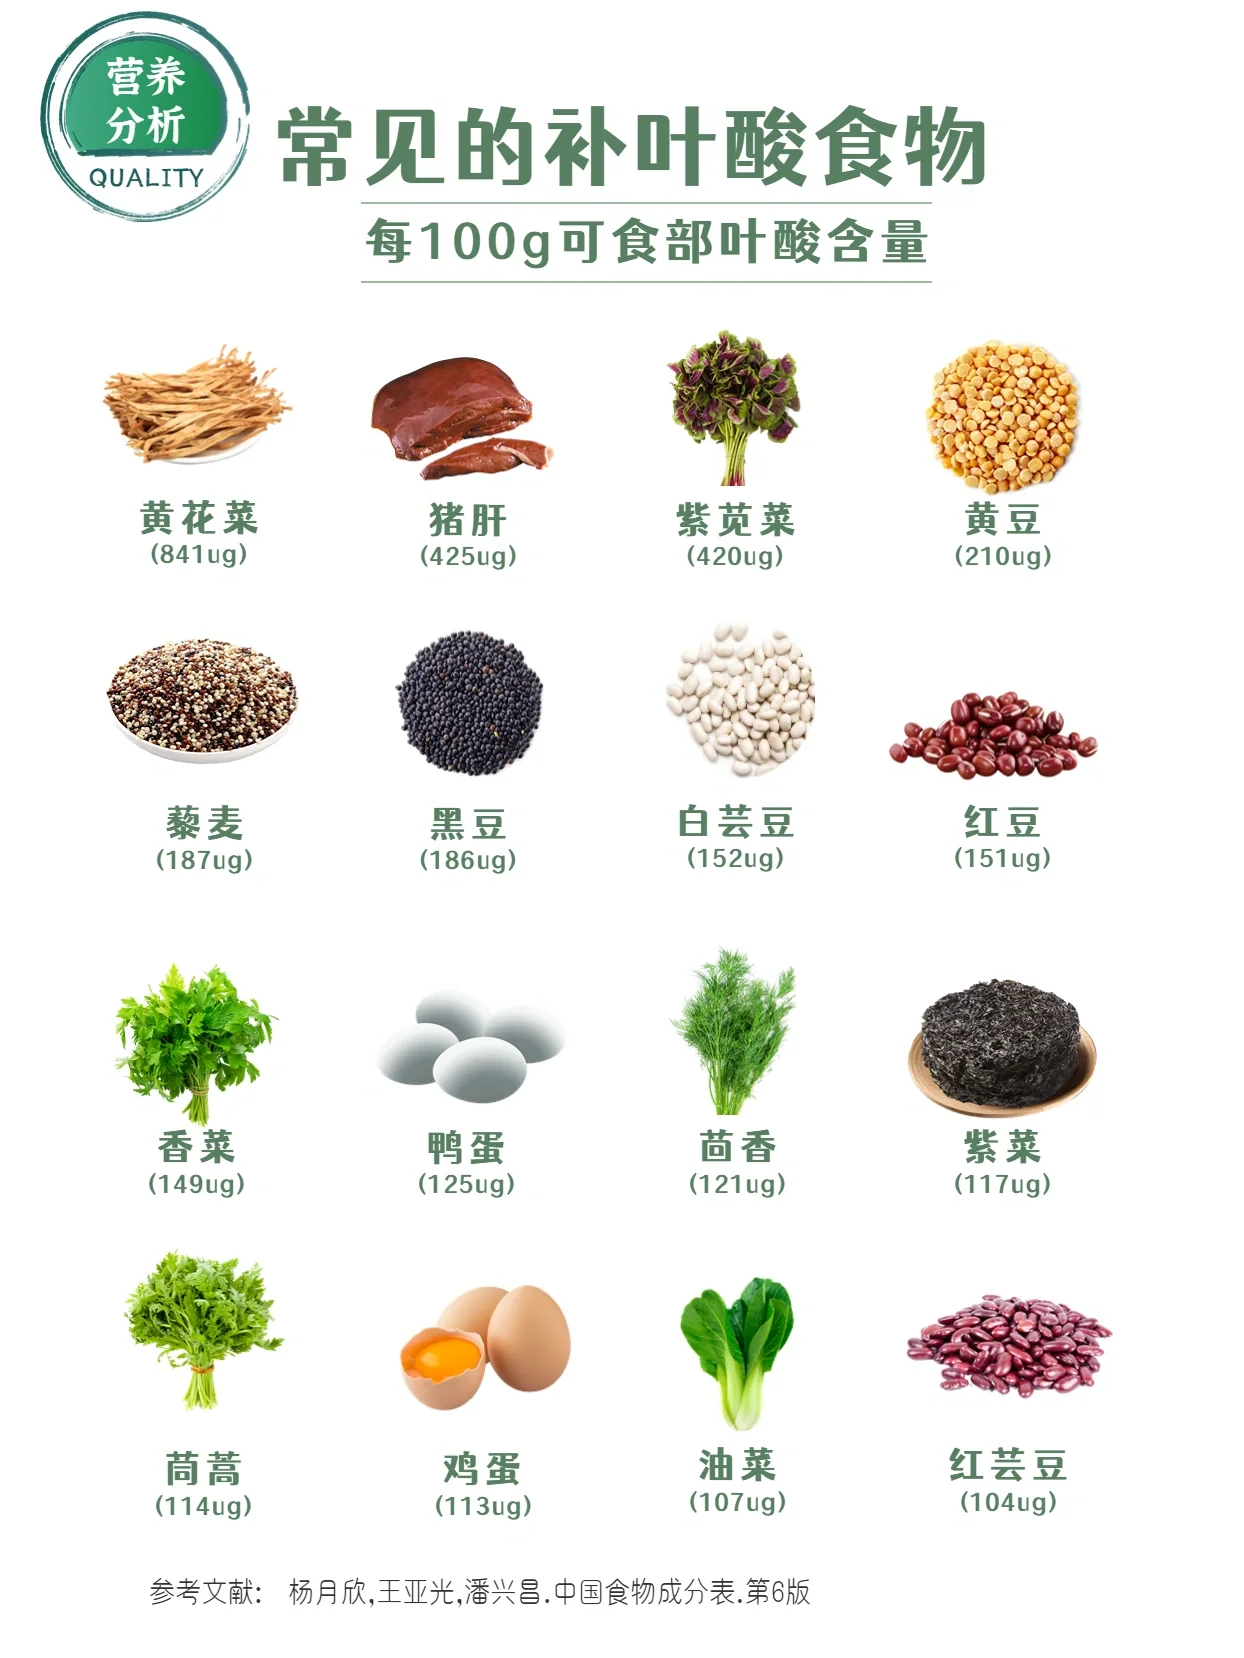 营养
分析
QUALITY
常见的补叶酸食物
每100g可食部叶酸含量
黄花菜 猪肝 紫苋菜 黄豆
(841ug) (425ug) (420ug) (210ug)
藜麦 黑豆 白芸豆 红豆
(187ug) (186ug) (152ug) (151ug)
香菜 鸭蛋 茴香 紫菜
(149ug) (125ug) (121ug) (117ug)
茼蒿 鸡蛋 油菜 红芸豆
(114ug) (113ug) (107ug) (104ug)
参考文献: 杨月欣,王亚光,潘兴昌.中国食物成分表.第6版